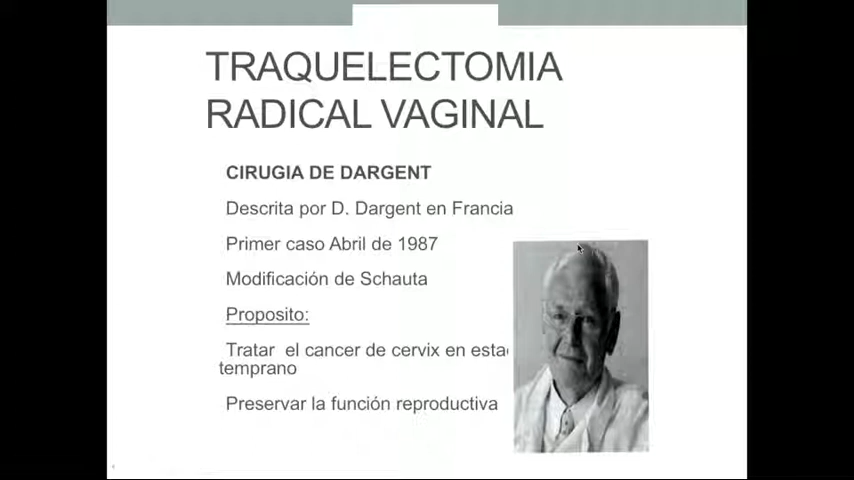 TRAQUELECTOMIA
RADICAL VAGINAL
CIRUGIA DE DARGENT
Descrita por D. Dargent en Francia
Primer caso Abril de 1987
Modificación de Schauta
Proposito:
Tratar el cancer de cervix en
temprano
Preservar la función reproductiva